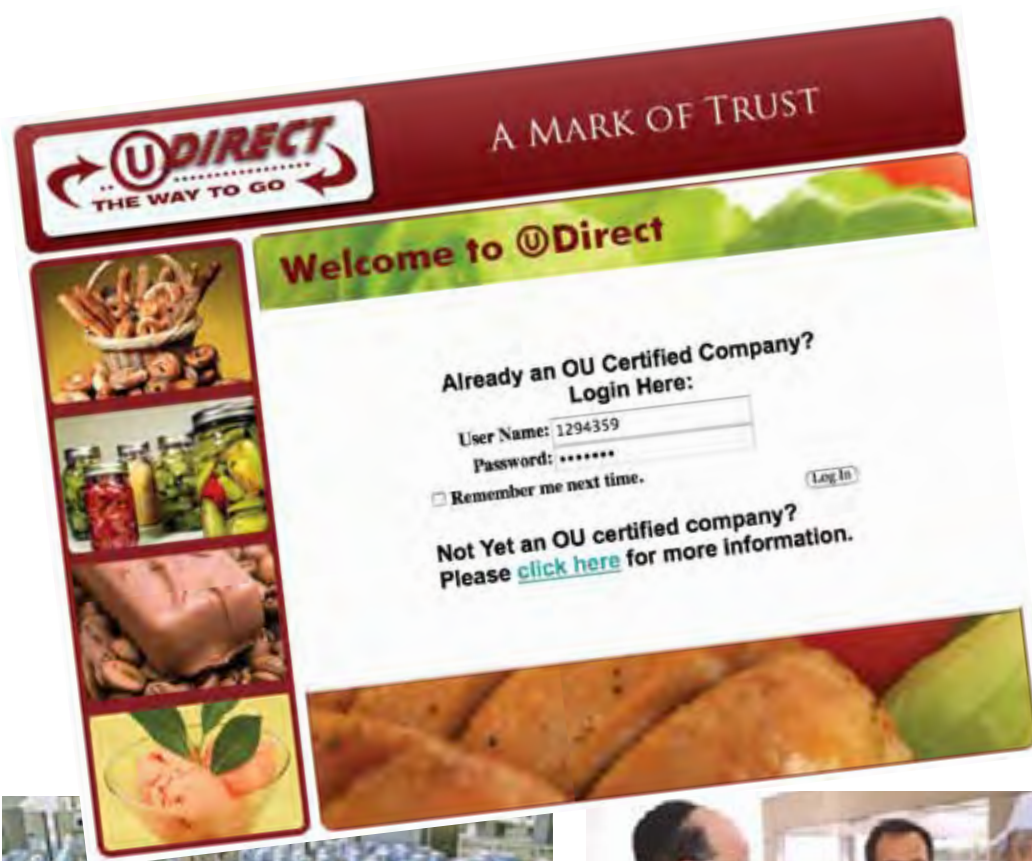 ⓊDIRECT
THE WAY TO GO
A MARK OF TRUST
Welcome to ⓊDirect
Already an OU Certified Company?
Login Here:
User Name: 1294359
Password: •••••••
Remember me next time.
Log In
Not Yet an OU certified company?
Please click here for more information.